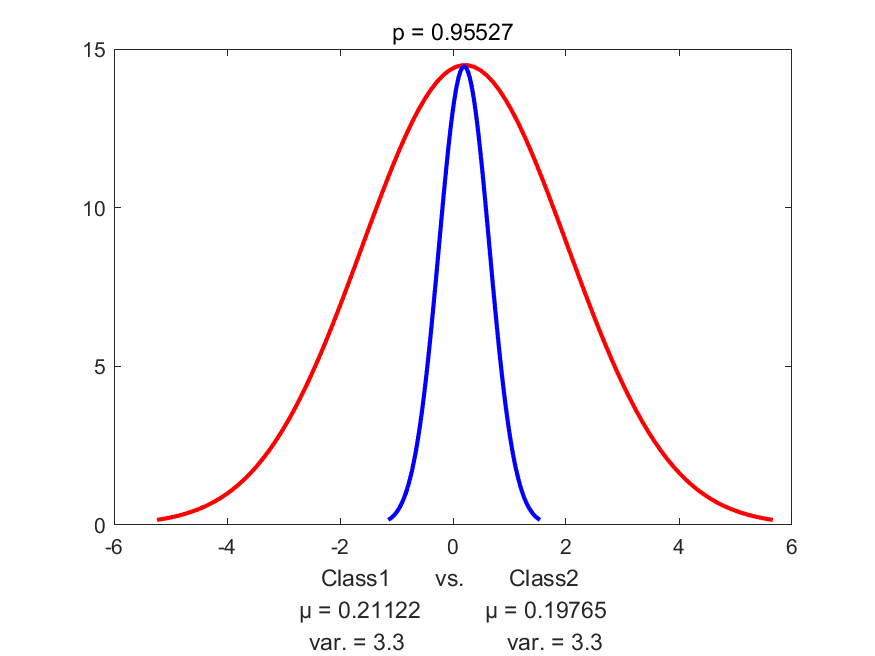 p = 0.95527
15
10
5
0
-6 -4 -2 0 2 4 6
Class1 vs. Class2
μ = 0.21122 μ = 0.19765
var. = 3.3 var. = 3.3